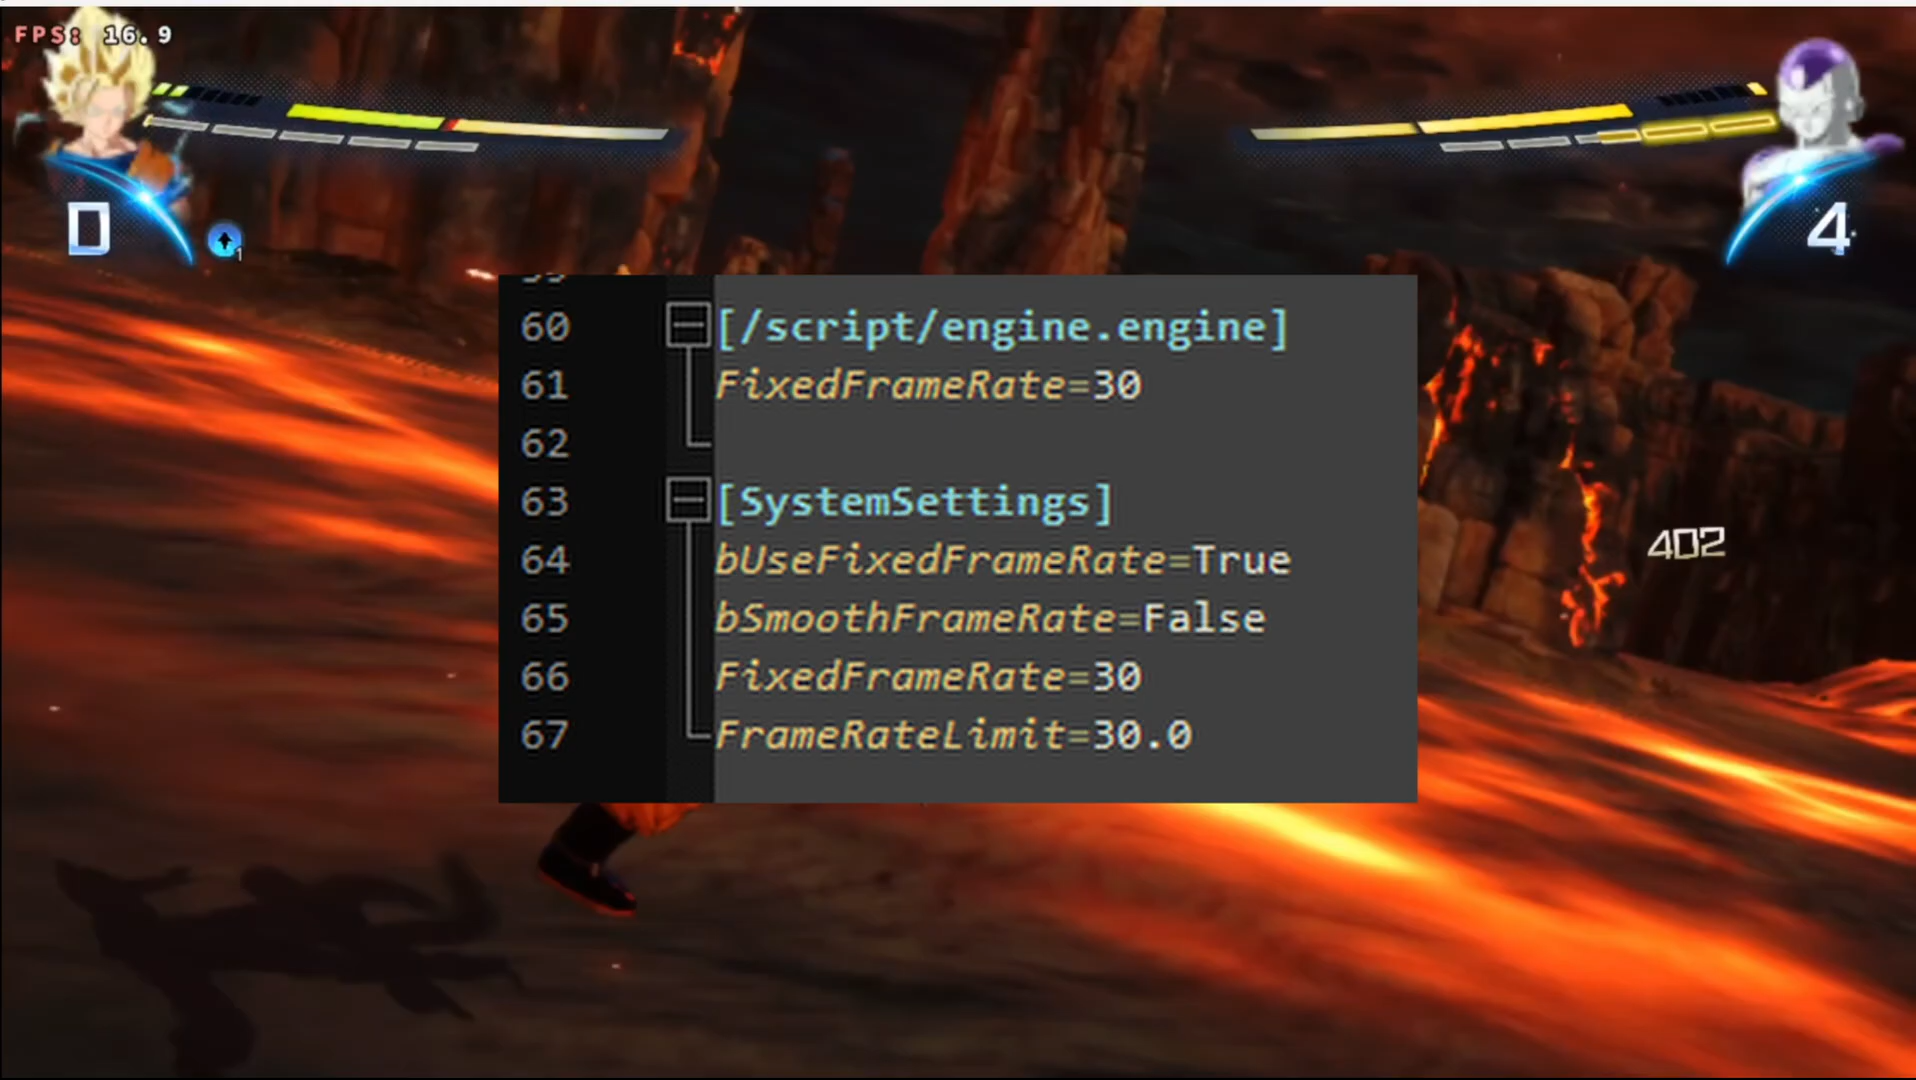 FPS: 16.9
0
1
4
60 [/script/engine.engine]
61 FixedFrameRate=30
62
63 [SystemSettings]
64 bUseFixedFrameRate=True
65 bSmoothFrameRate=False
66 FixedFrameRate=30
67 FrameRateLimit=30.0
402